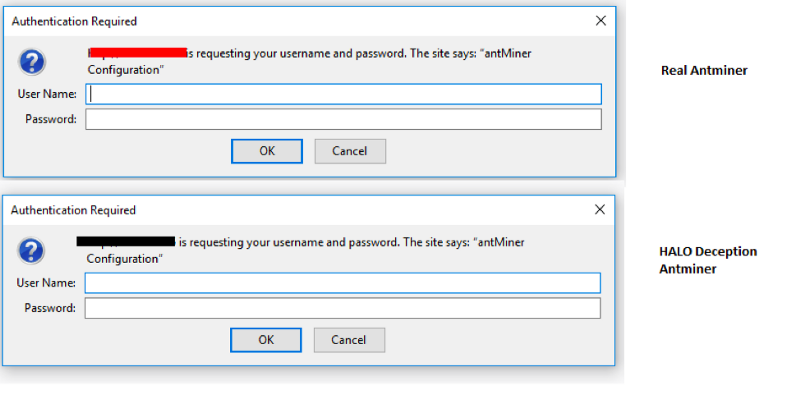 Authentication Required
is requesting your username and password. The site says: "antMiner
Configuration"
User Name:
Password:
OK
Cancel
Real Antminer
Authentication Required
is requesting your username and password. The site says: "antMiner
Configuration"
User Name:
Password:
OK
Cancel
HALO Deception
Antminer